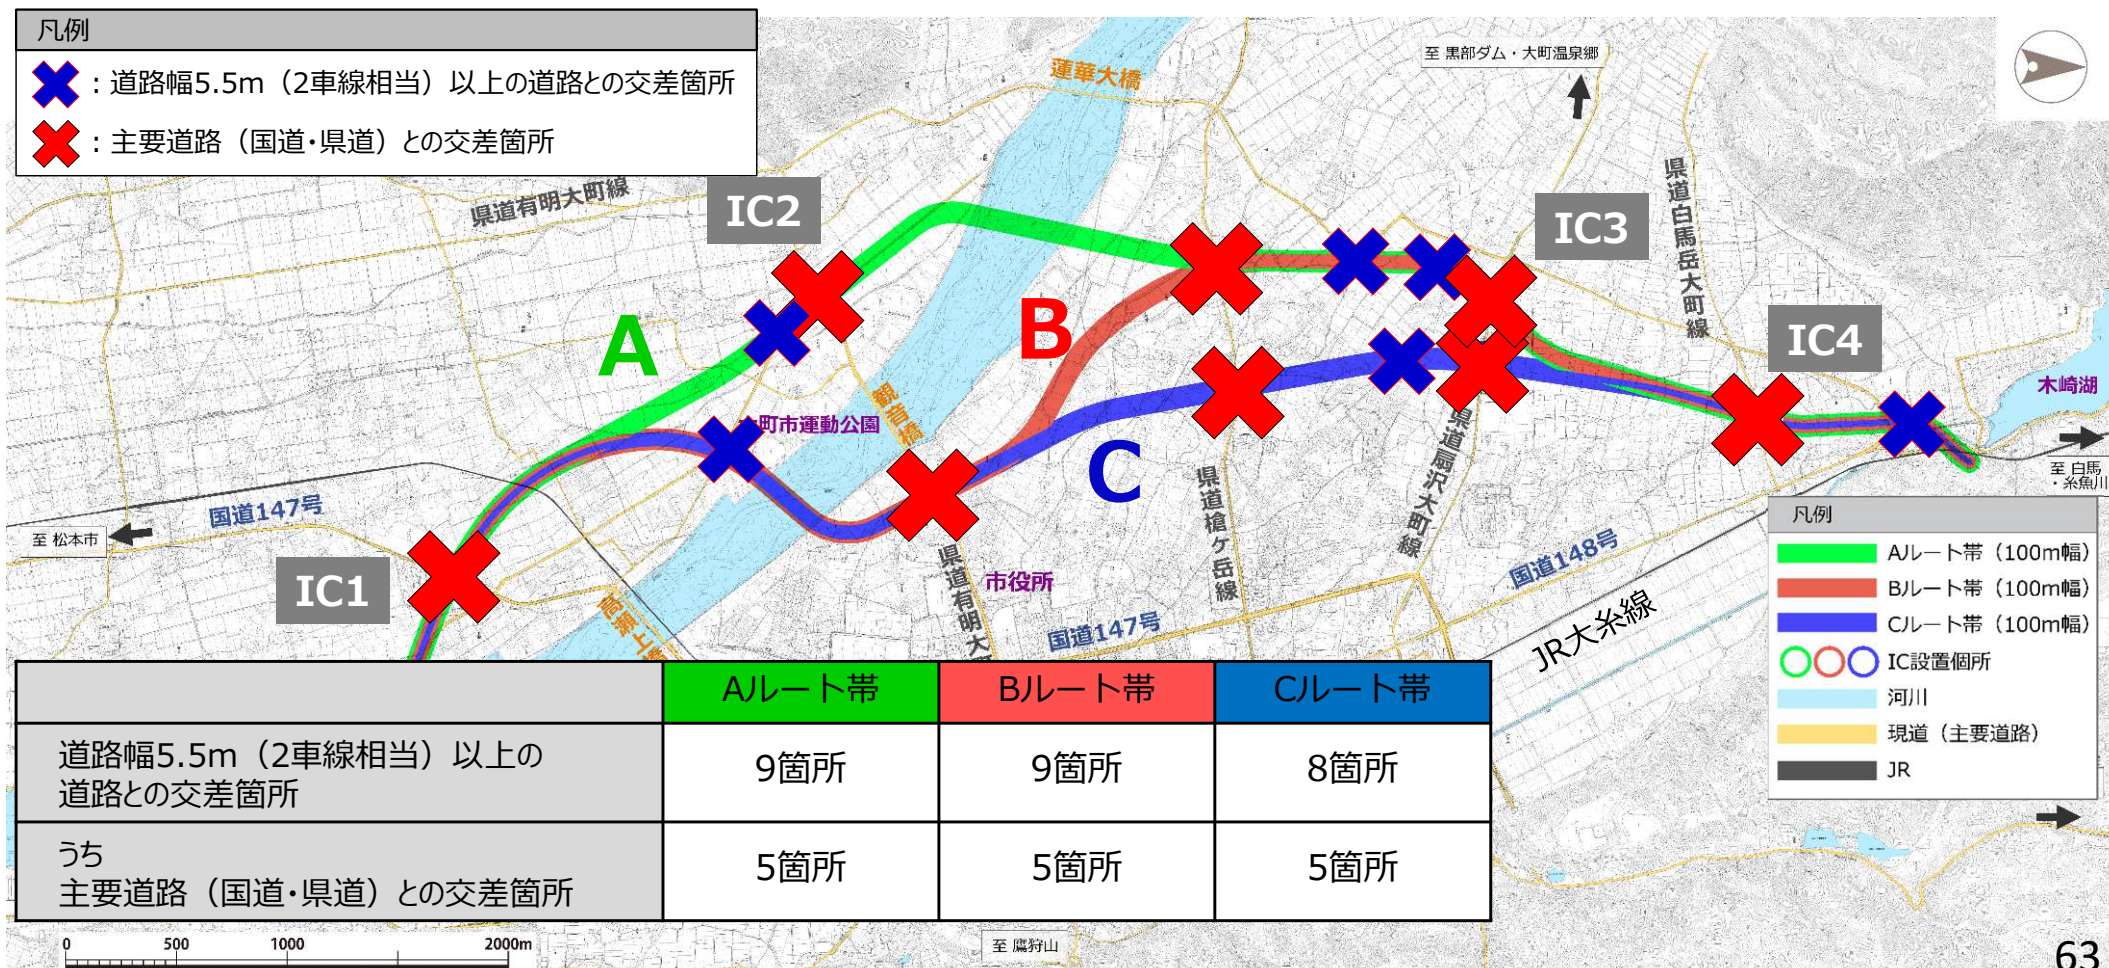 凡例
：道路幅5.5m（2車線相当）以上の道路との交差箇所
：主要道路（国道・県道）との交差箇所
蓮華大橋
至 黒部ダム・大町温泉郷
県道有明大町線
IC2
IC3
県道白馬岳大町線
A
B
C
IC4
木崎湖
観音橋
町市運動公園
県道扇沢大町線
至 白馬
・糸魚川
国道147号
至 松本市
IC1
県道槍ヶ岳線
国道148号
高瀬上橋
県道有明大
市役所
国道147号
JR大糸線
凡例
Aルート帯（100m幅）
Bルート帯（100m幅）
Cルート帯（100m幅）
IC設置個所
河川
現道（主要道路）
JR
Aルート帯 Bルート帯 Cルート帯
道路幅5.5m（2車線相当）以上の
道路との交差箇所
9箇所 9箇所 8箇所
うち
主要道路（国道・県道）との交差箇所
5箇所 5箇所 5箇所
0 500 1000 2000m
至 鷹狩山
63